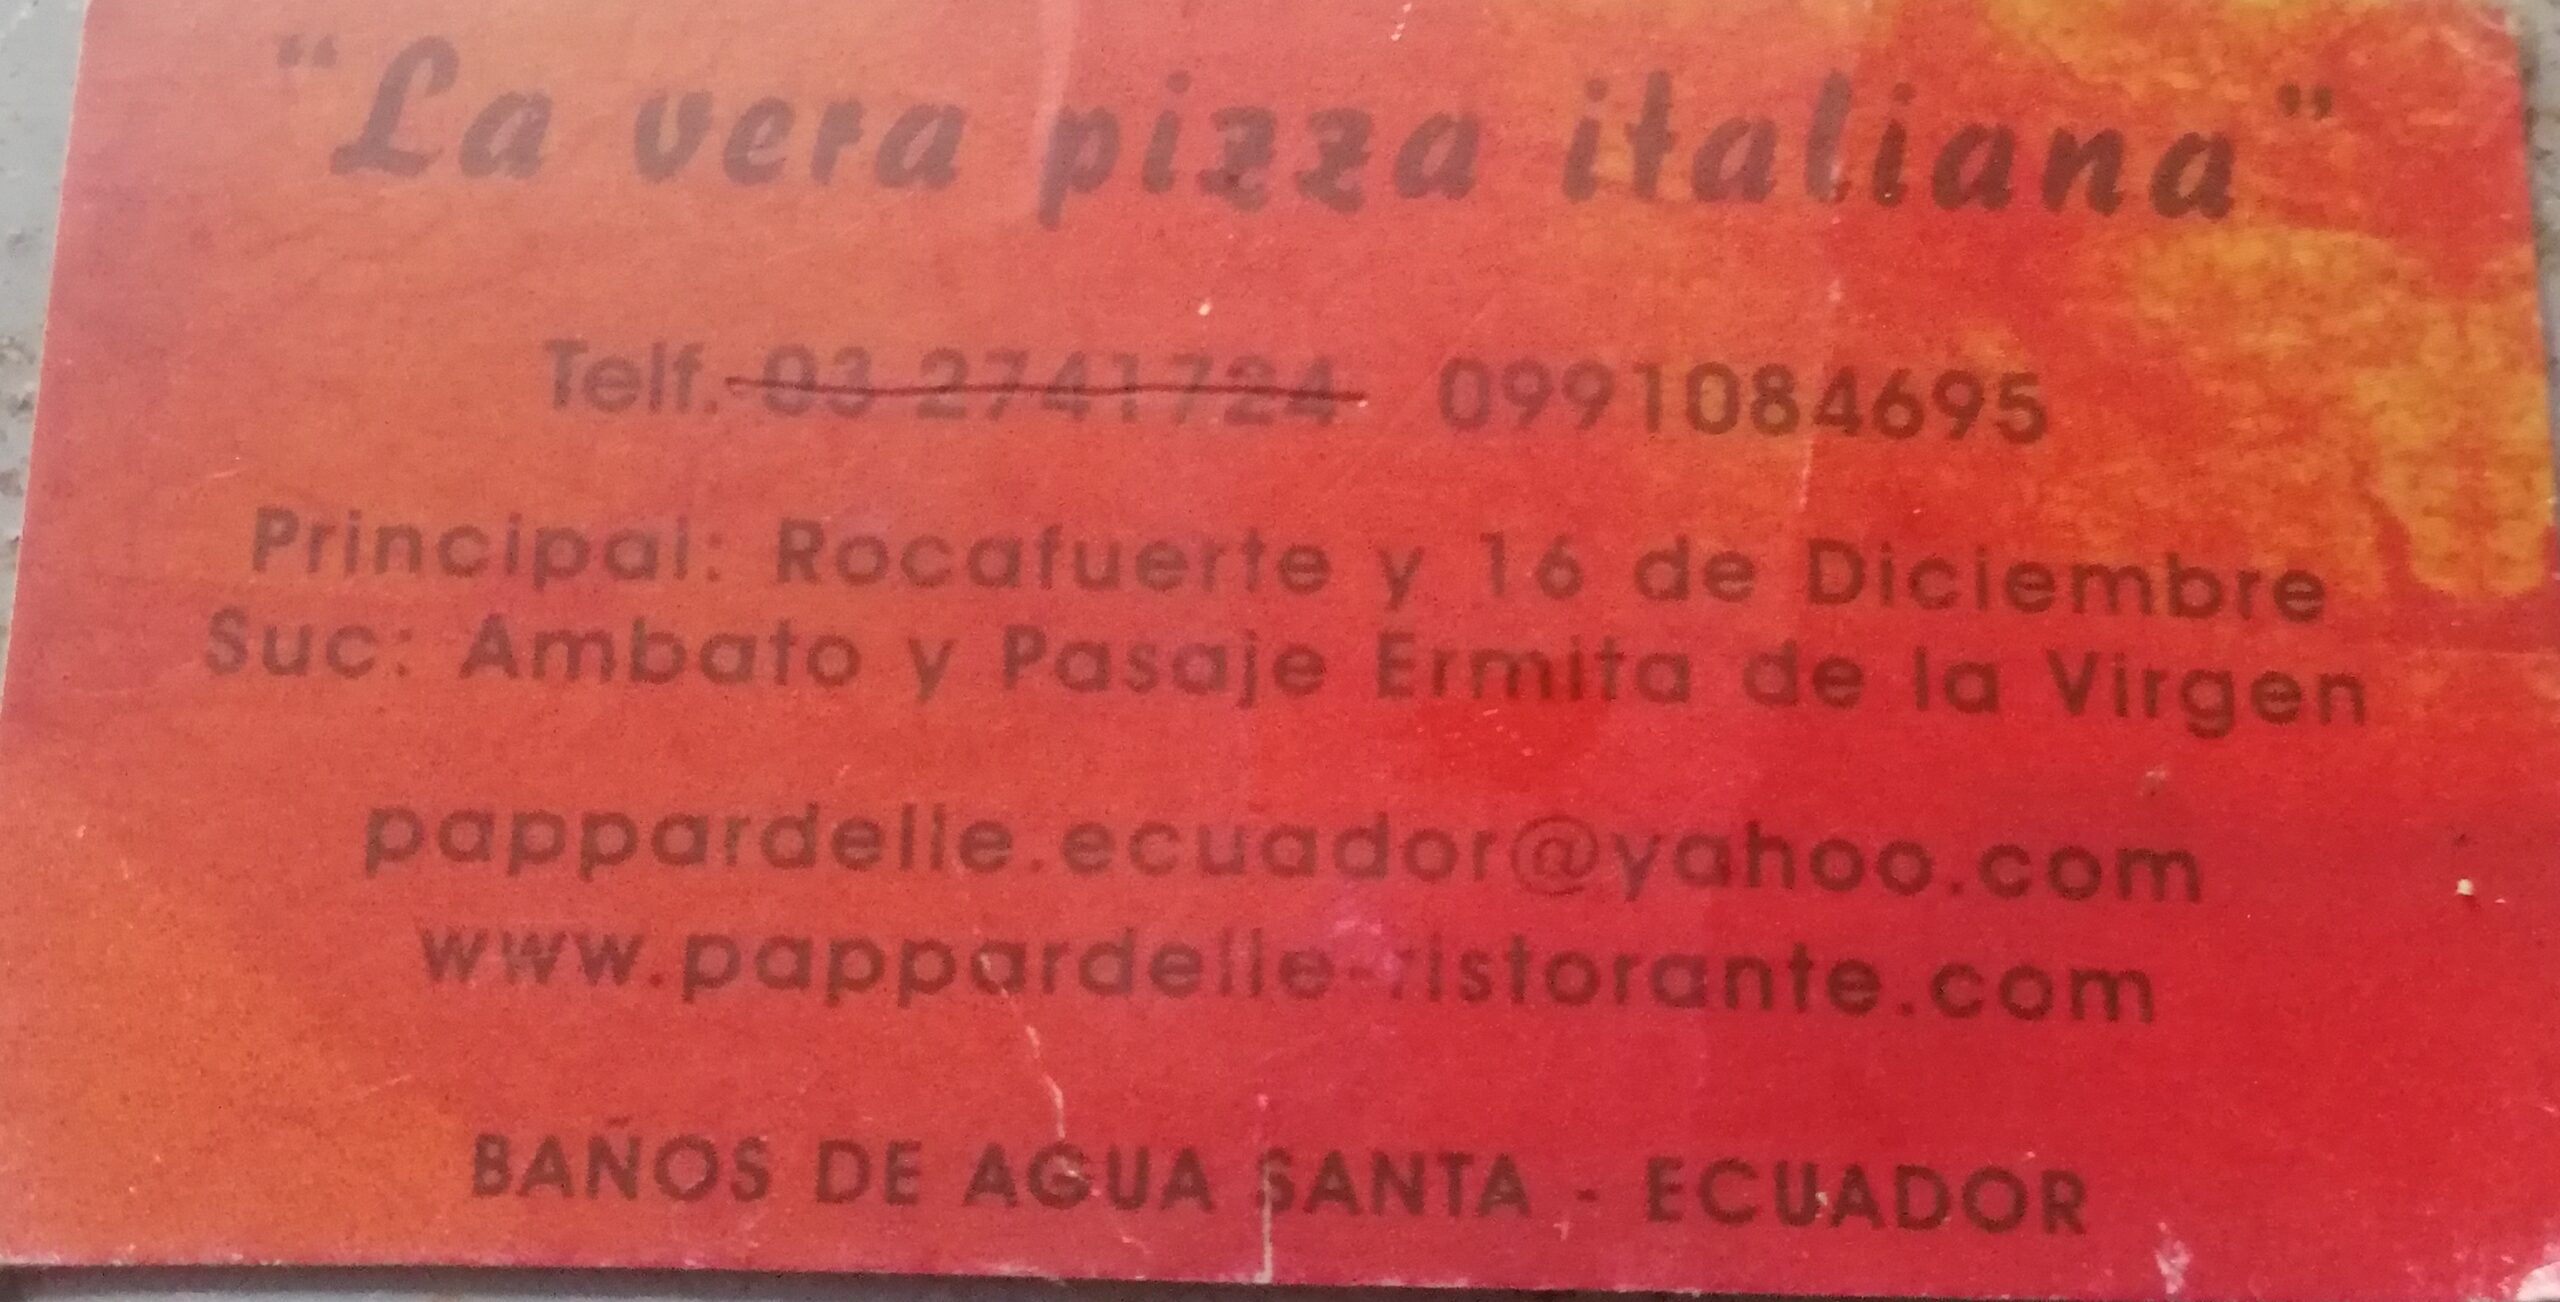 "La vera pizza italiana"
Telf. 03 2741724 0991084695
Principal: Rocafuerte y 16 de Diciembre
Suc: Ambato y Pasaje Ermita de la Virgen
pappardelle.ecuador@yahoo.com
www.pappardelle-ristorante.com
BAÑOS DE AGUA SANTA - ECUADOR